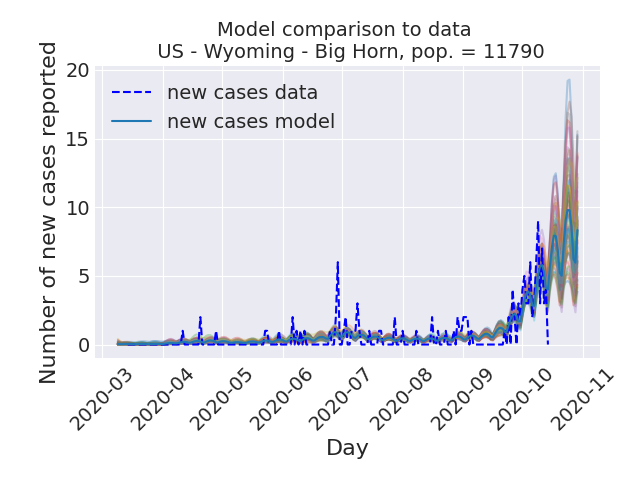 Model comparison to data
US - Wyoming - Big Horn, pop. = 11790
Number of new cases reported
20
15
10
5
0
new cases data
new cases model
2020-03
2020-04
2020-05
2020-06
2020-07
2020-08
2020-09
2020-10
2020-11
Day